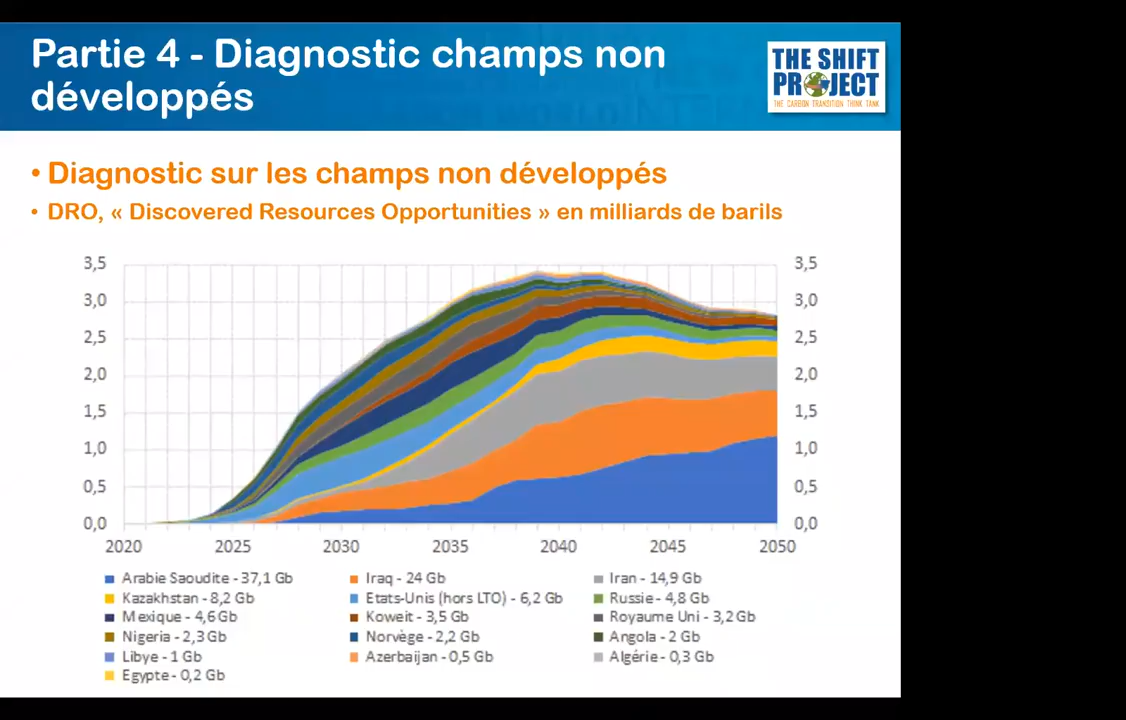 Partie 4 - Diagnostic champs non
développés
THE SHIFT
PROJECT
THE CARBON TRANSITION THINK TANK
• Diagnostic sur les champs non développés
• DRO, « Discovered Resources Opportunities » en milliards de barils
3,5 3,5
3,0 3,0
2,5 2,5
2,0 2,0
1,5 1,5
1,0 1,0
0,5 0,5
0,0 0,0
2020 2025 2030 2035 2040 2045 2050
Arabie Saoudite - 37,1 Gb Iraq - 24 Gb Iran - 14,9 Gb
Kazakhstan - 8,2 Gb Etats-Unis (hors LTO) - 6,2 Gb Russie - 4,8 Gb
Mexique - 4,6 Gb Koweit - 3,5 Gb Royaume Uni - 3,2 Gb
Nigeria - 2,3 Gb Norvège - 2,2 Gb Angola - 2 Gb
Libye - 1 Gb Azerbaijan - 0,5 Gb Algérie - 0,3 Gb
Egypte - 0,2 Gb